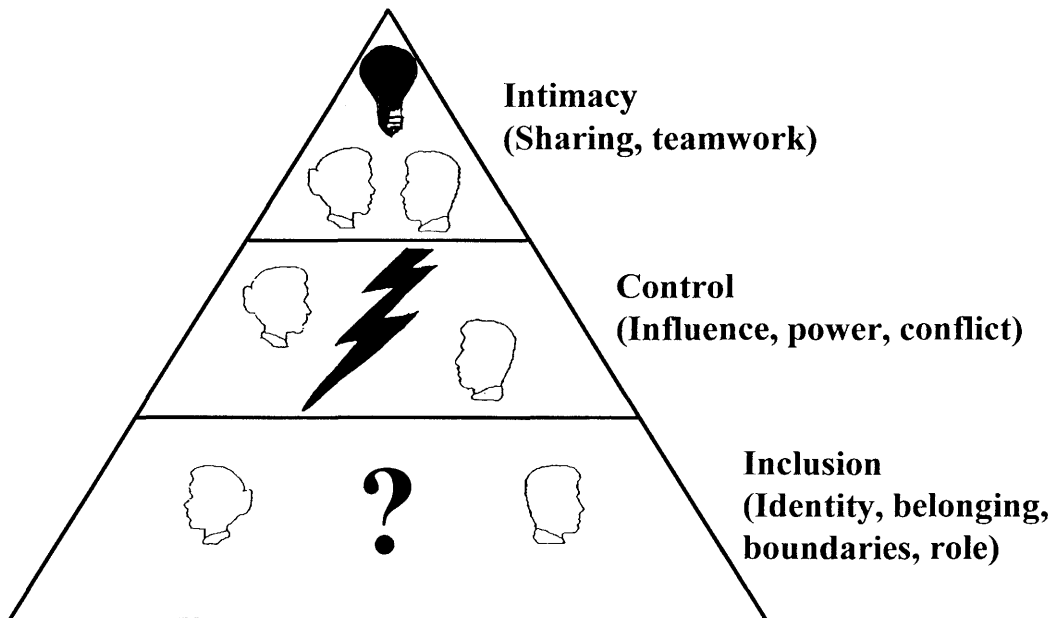 Intimacy
(Sharing, teamwork)
Control
(Influence, power, conflict)
?
Inclusion
(Identity, belonging,
boundaries, role)